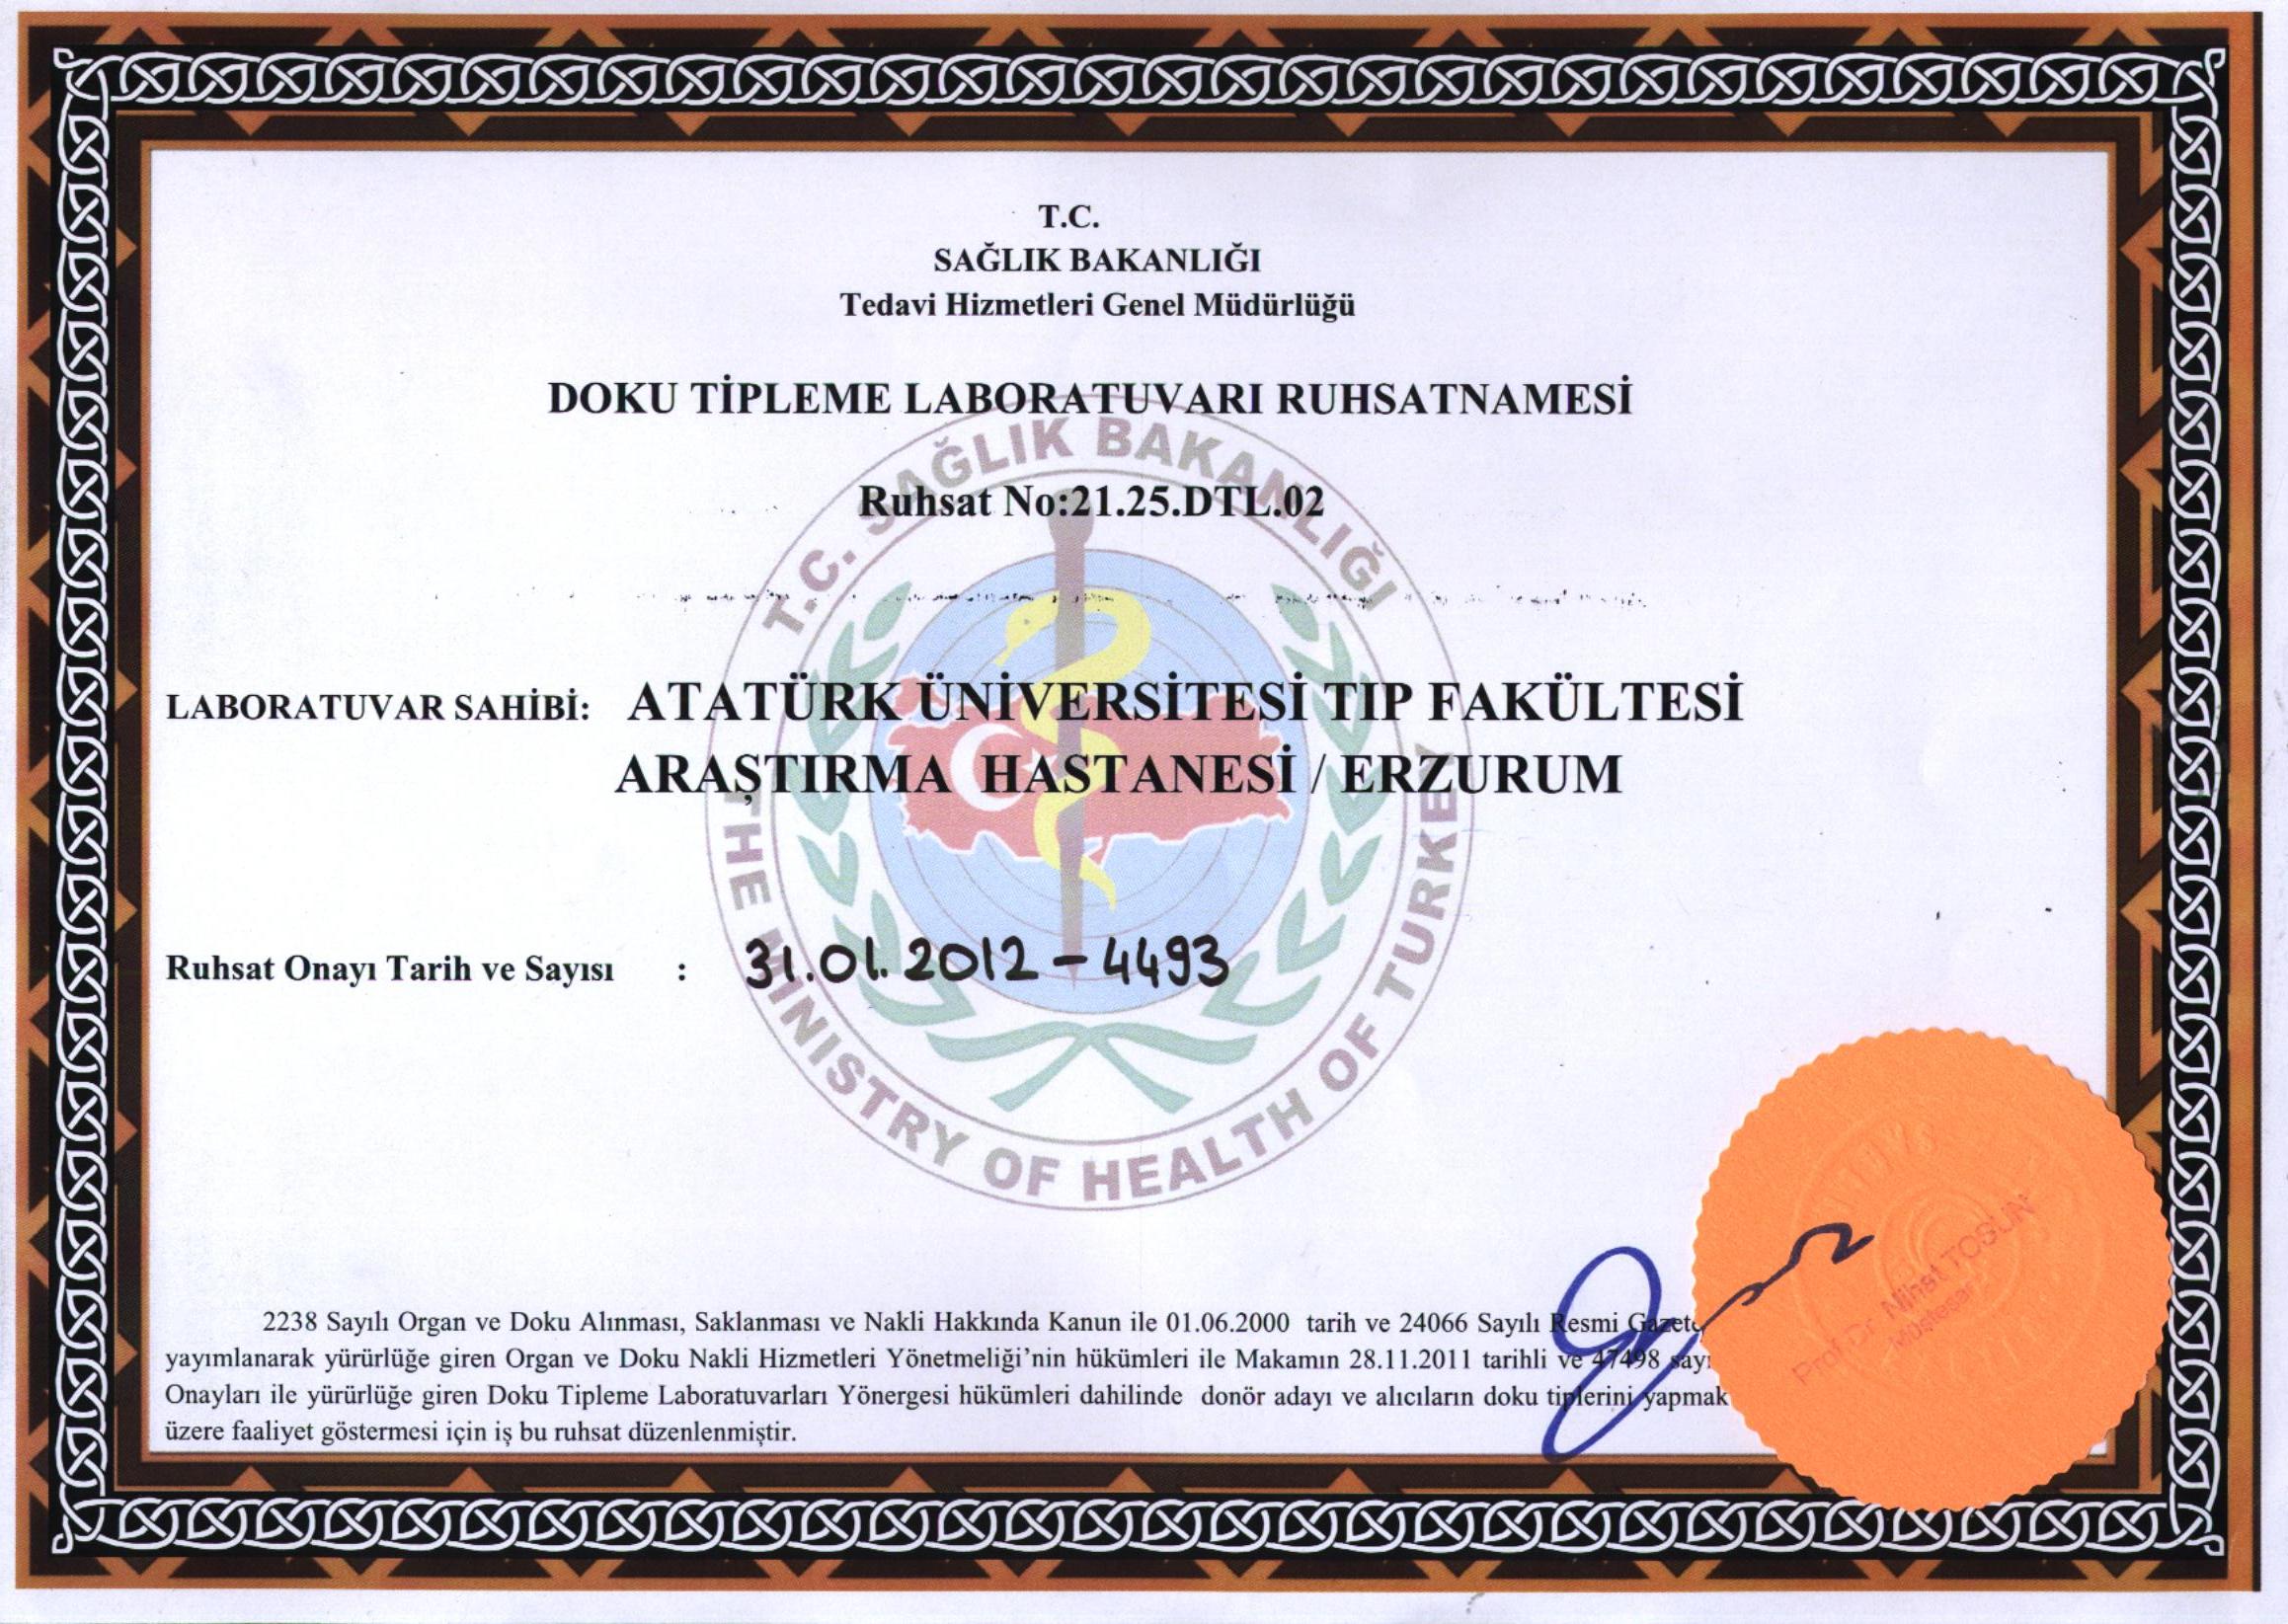 T.C.
SAĞLIK BAKANLIĞI
Tedavi Hizmetleri Genel Müdürlüğü
DOKU TİPLEME LABORATUVARI RUHSATNAMESİ
Ruhsat No:21.25.DTL.02
T.C. SAĞLIK BAKANLIĞI
THE MINISTRY OF HEALTH OF TURKEY
LABORATUVAR SAHİBİ: ATATÜRK ÜNİVERSİTESİ TIP FAKÜLTESİ
ARAŞTIRMA HASTANESİ / ERZURUM
Ruhsat Onayı Tarih ve Sayısı : 31.01.2012 - 4493
2238 Sayılı Organ ve Doku Alınması, Saklanması ve Nakli Hakkında Kanun ile 01.06.2000 tarih ve 24066 Sayılı Resmi
yayımlanarak yürürlüğe giren Organ ve Doku Nakli Hizmetleri Yönetmeliği’nin hükümleri ile Makamın 28.11.2011 tarihli ve 47498
Onayları ile yürürlüğe giren Doku Tipleme Laboratuvarları Yönergesi hükümleri dahilinde donör adayı ve alıcıların doku tiplerini yapmak
üzere faaliyet göstermesi için iş bu ruhsat düzenlenmiştir.
Prof. Dr. Nihat TOSUN
Müsteşar